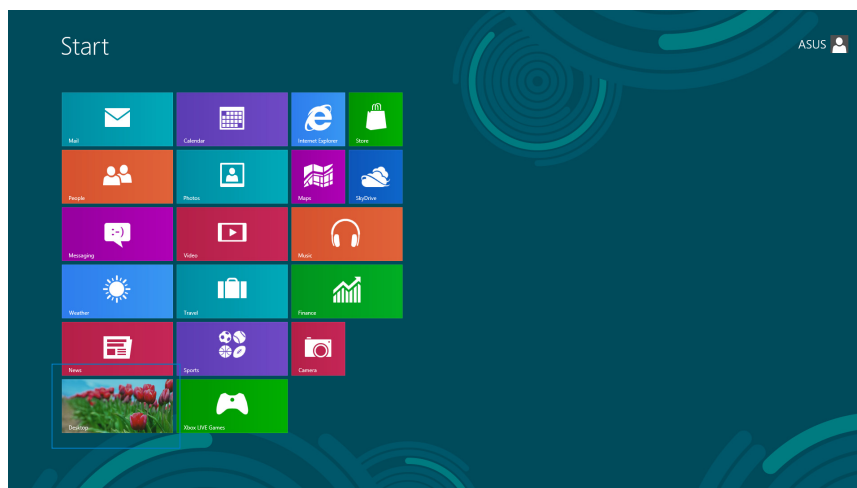 Start
ASUS
Mail
Calendar
Internet Explorer
Store
People
Photos
Maps
SkyDrive
Messaging
:-)
Video
Music
Weather
Travel
Finance
News
Sports
Camera
Desktop
Xbox LIVE Games